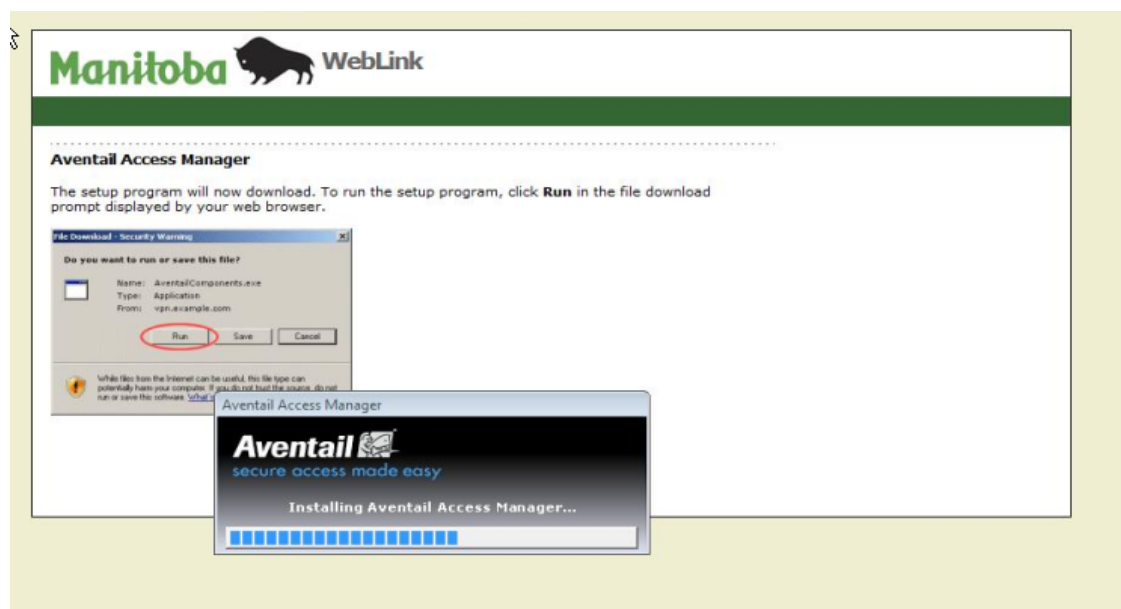 Manitoba WebLink
Aventail Access Manager
The setup program will now download. To run the setup program, click Run in the file download
prompt displayed by your web browser.
File Download - Security Warning
Do you want to run or save this file?
Name: AventailComponents.exe
Type: Application
From: vpn.example.com
Run Save Cancel
While files from the Internet can be useful, this file type can
potentially harm your computer. If you do not trust the source, do not
run or save this software. What's
Aventail Access Manager
Aventail
secure access made easy
Installing Aventail Access Manager...